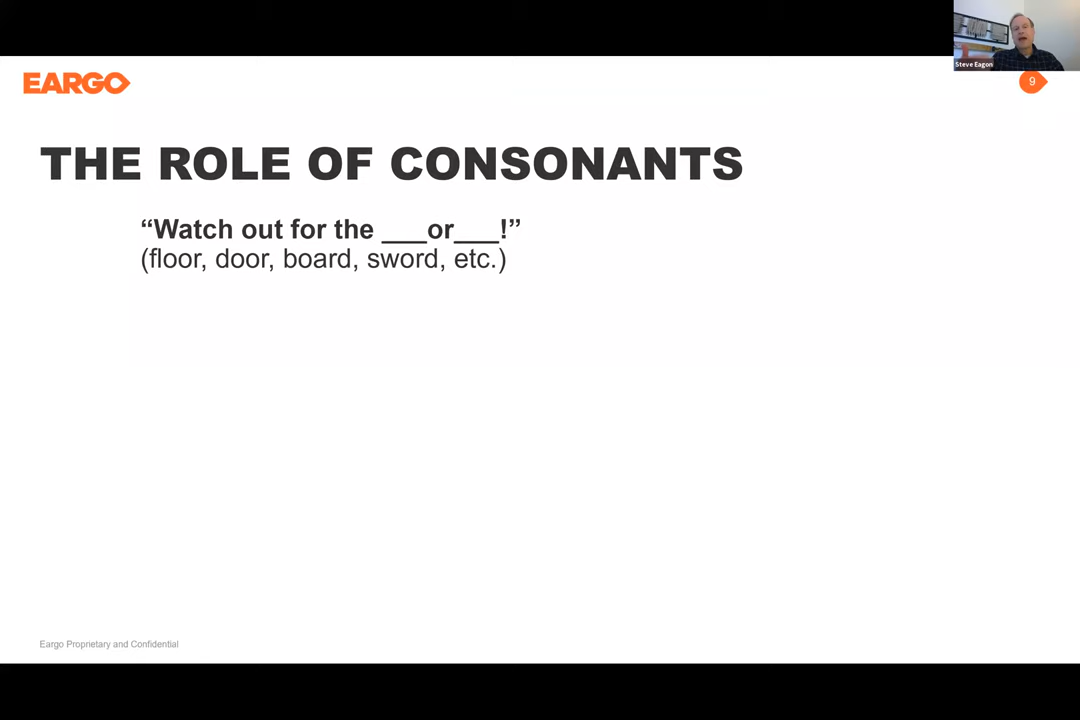 Steve Eagon
EARGO
9
THE ROLE OF CONSONANTS
“Watch out for the ___or___!”
(floor, door, board, sword, etc.)
Eargo Proprietary and Confidential